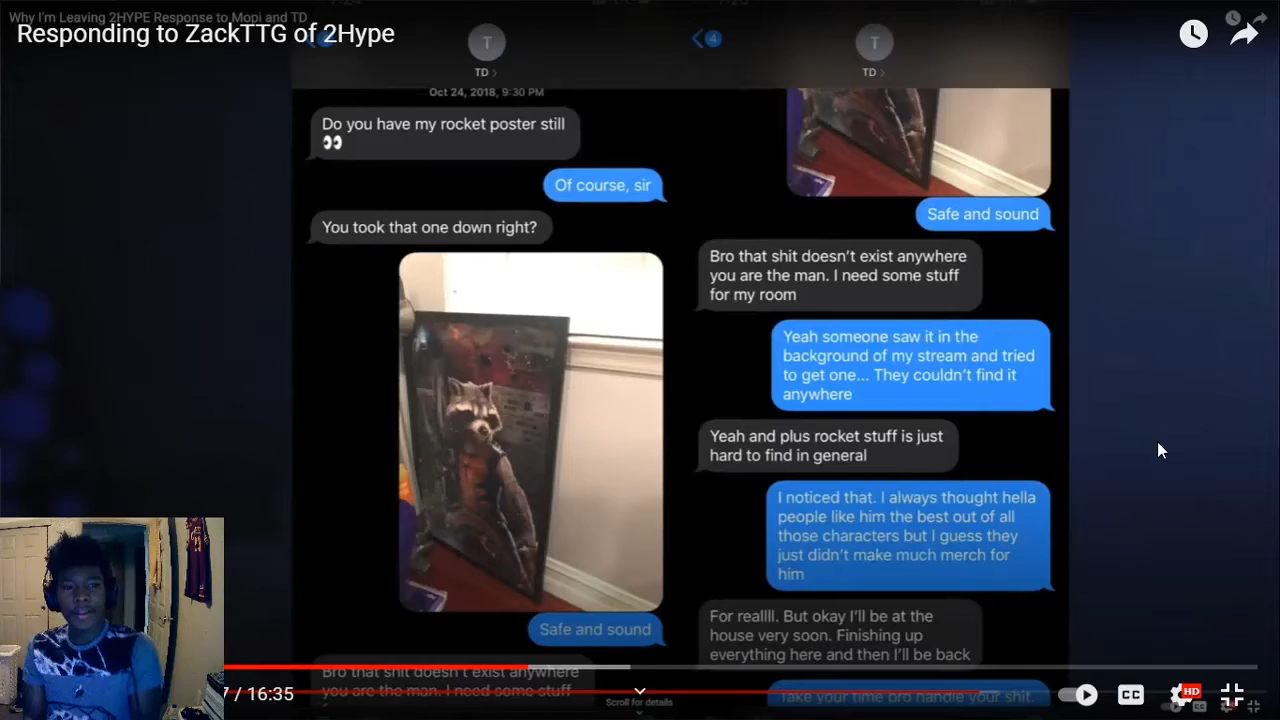 Why I'm Leaving 2HYPE Response to Mopi and TD
Responding to ZackTTG of 2Hype
T
TD
Oct 24, 2018, 9:30 PM
Do you have my rocket poster still
👀
Of course, sir
You took that one down right?
Safe and sound
Bro that shit doesn't exist anywhere
you are the man. I need some stuff
4
T
TD
Safe and sound
Bro that shit doesn't exist anywhere
you are the man. I need some stuff
for my room
Yeah someone saw it in the
background of my stream and tried
to get one... They couldn't find it
anywhere
Yeah and plus rocket stuff is just
hard to find in general
I noticed that. I always thought hella
people like him the best out of all
those characters but I guess they
just didn't make much merch for
him
For reallll. But okay I'll be at the
house very soon. Finishing up
everything here and then I'll be back
Take your time bro handle your shit.
7 / 16:35
Scroll for details
CC
HD